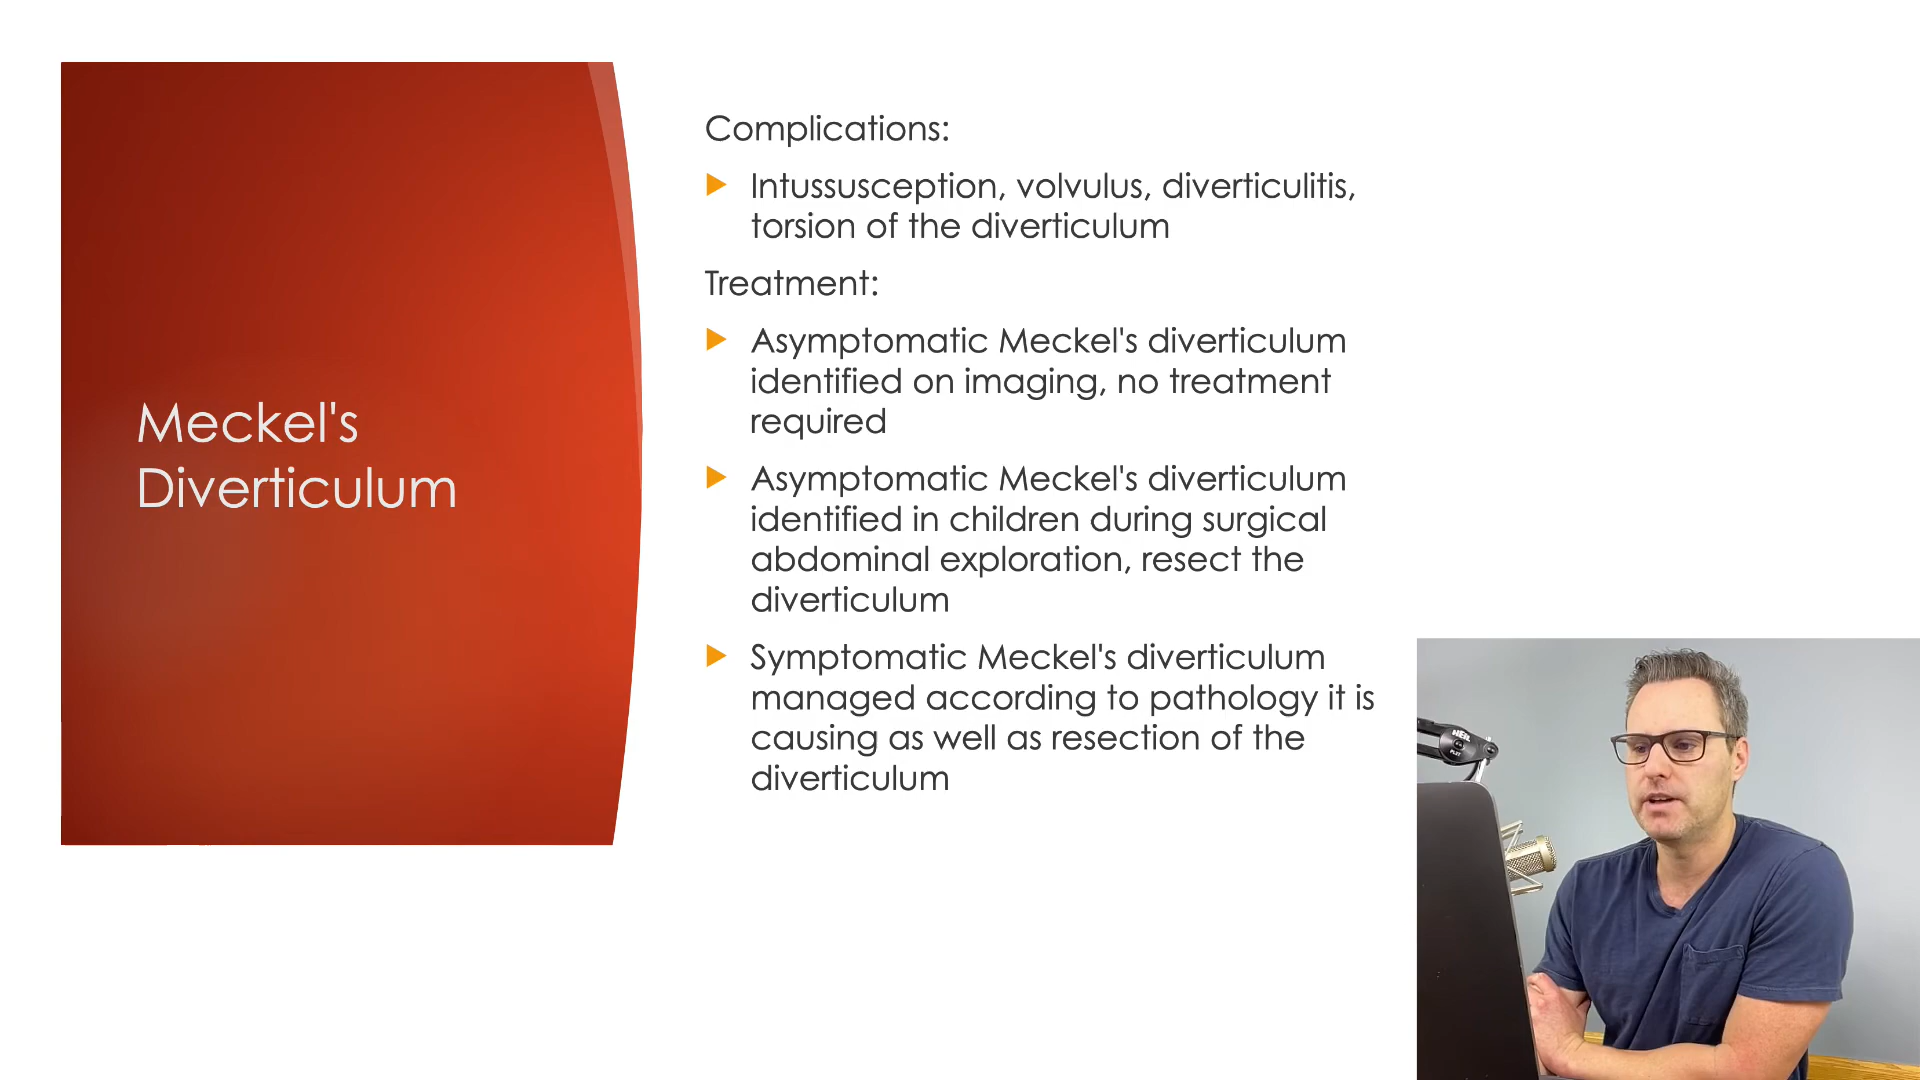 Meckel's
Diverticulum
Complications:
Intussusception, volvulus, diverticulitis,
torsion of the diverticulum
Treatment:
Asymptomatic Meckel's diverticulum
identified on imaging, no treatment
required
Asymptomatic Meckel's diverticulum
identified in children during surgical
abdominal exploration, resect the
diverticulum
Symptomatic Meckel's diverticulum
managed according to pathology it is
causing as well as resection of the
diverticulum